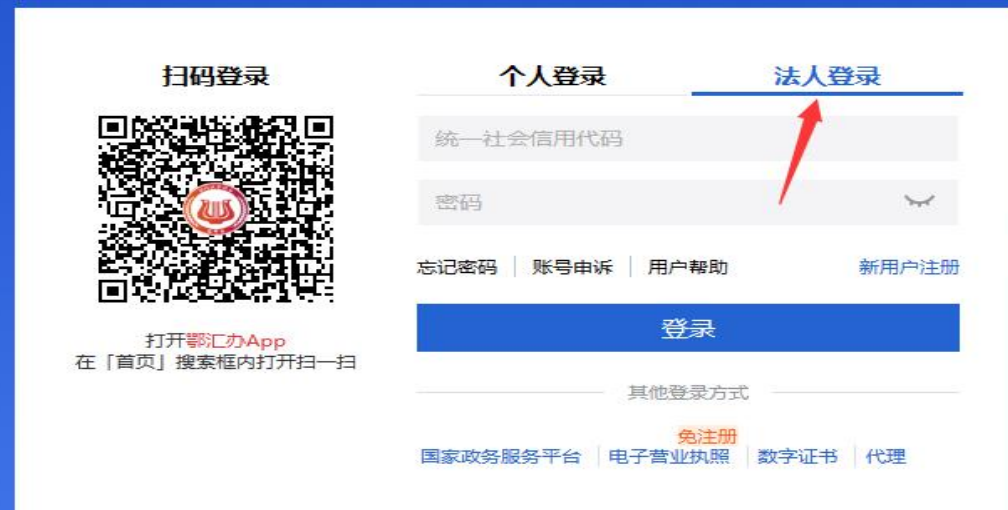 扫码登录
打开鄂汇办App
在「首页」搜索框内打开扫一扫
个人登录 法人登录
统一社会信用代码
密码
忘记密码 账号申诉 用户帮助 新用户注册
登录
其他登录方式
免注册
国家政务服务平台 电子营业执照 数字证书 代理